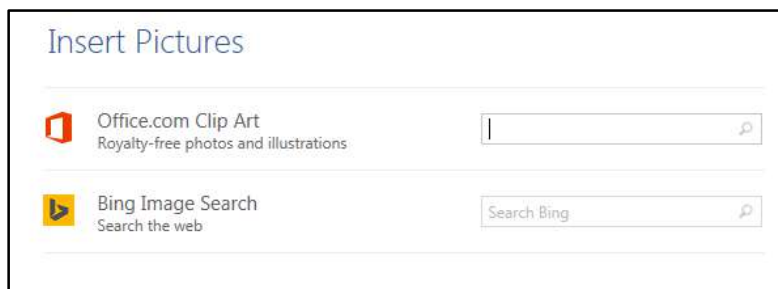 Insert Pictures
Office.com Clip Art
Royalty-free photos and illustrations
Bing Image Search
Search the web
Search Bing